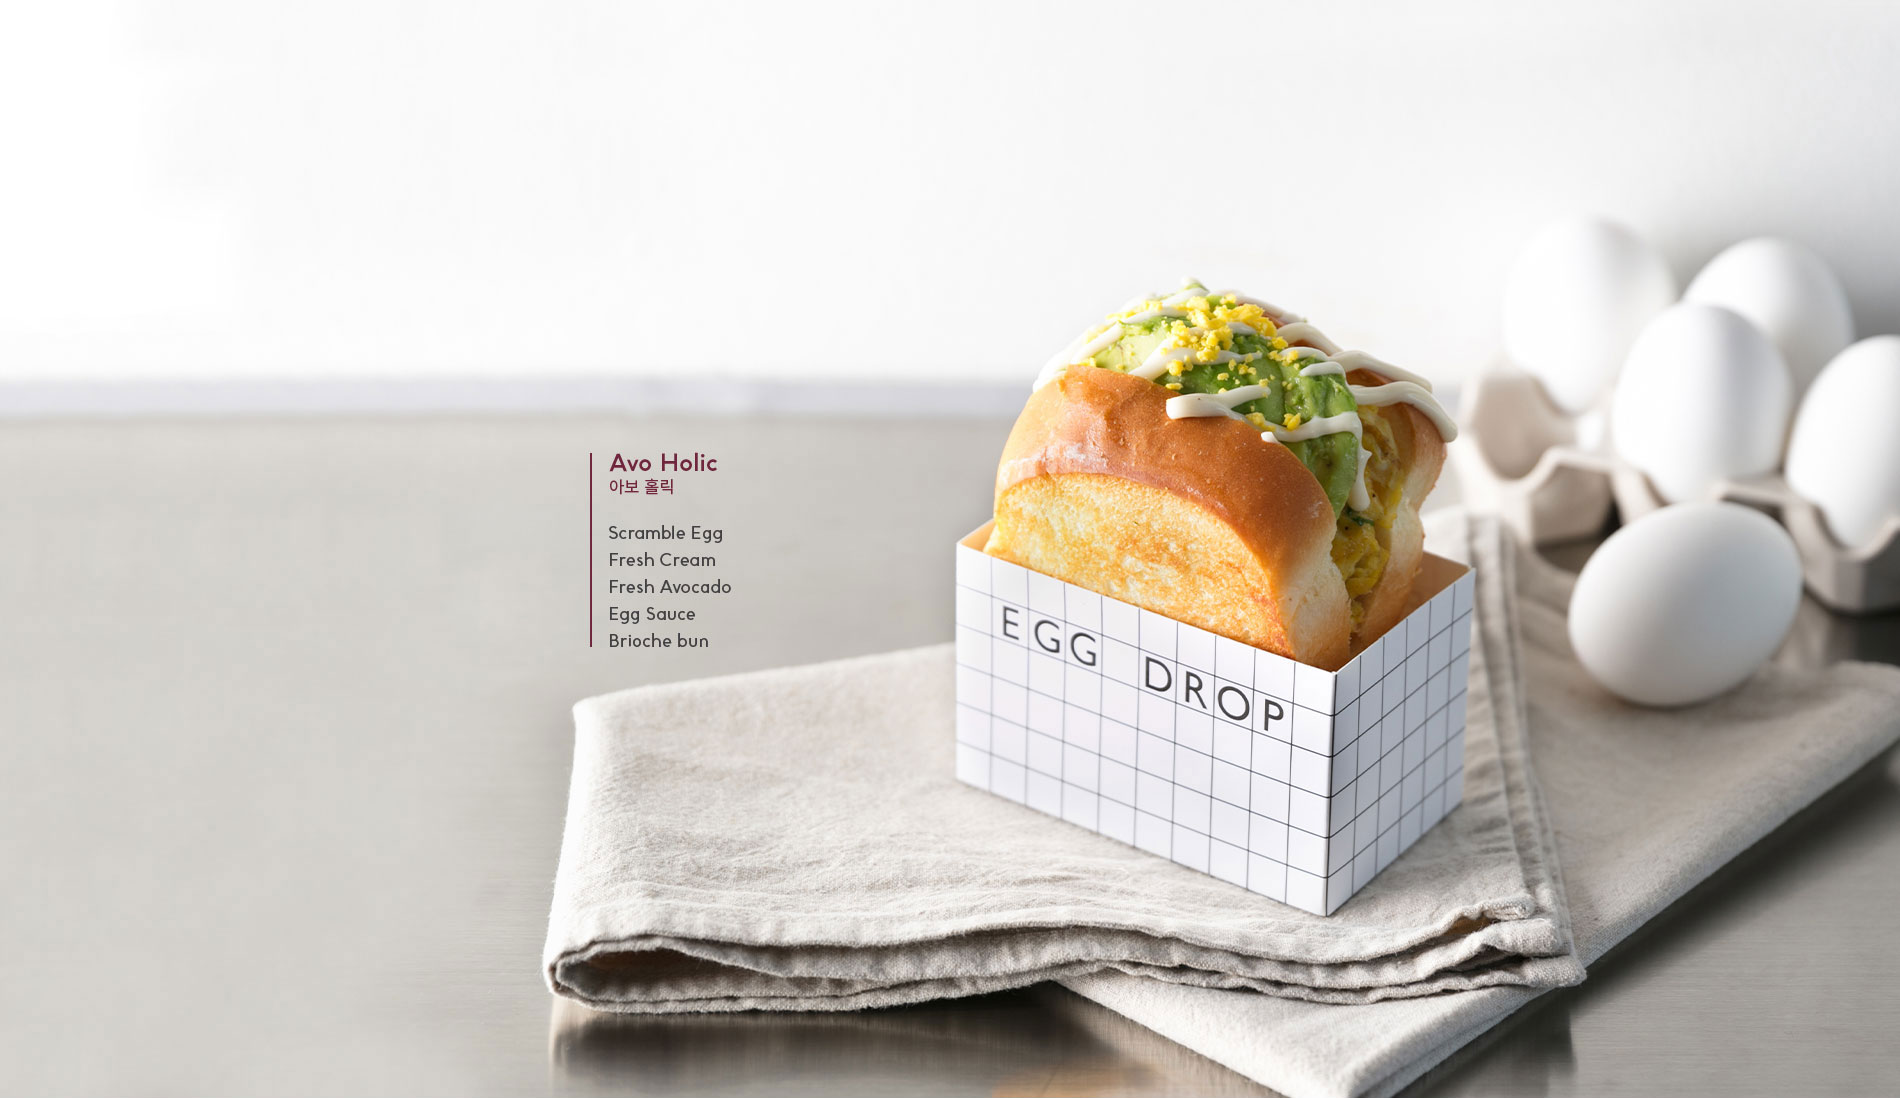 Avo Holic
아보 홀릭
Scramble Egg
Fresh Cream
Fresh Avocado
Egg Sauce
Brioche bun
EGG DROP